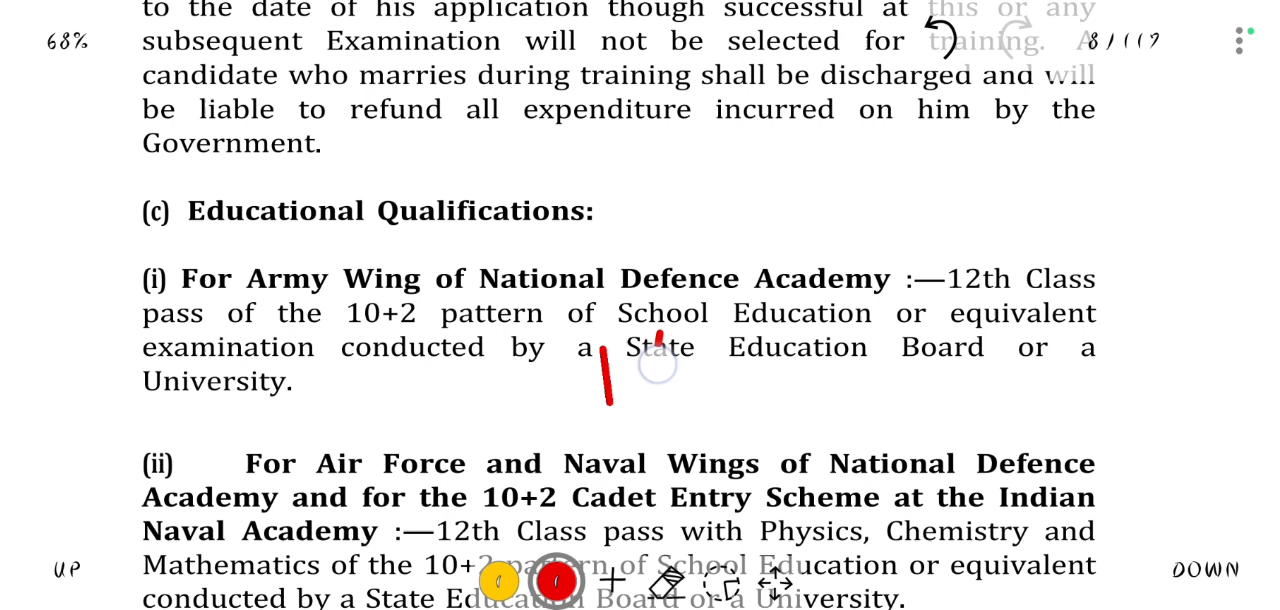 to the date of his application though successful at this or any
68% subsequent Examination will not be selected for training. A 8/117
candidate who marries during training shall be discharged and will
be liable to refund all expenditure incurred on him by the
Government.
(c) Educational Qualifications:
(i) For Army Wing of National Defence Academy :—12th Class
pass of the 10+2 pattern of School Education or equivalent
examination conducted by a State Education Board or a
University.
(ii) For Air Force and Naval Wings of National Defence
Academy and for the 10+2 Cadet Entry Scheme at the Indian
Naval Academy :—12th Class pass with Physics, Chemistry and
UP Mathematics of the 10+2 pattern of School Education or equivalent DOWN
conducted by a State Education Board or a University.